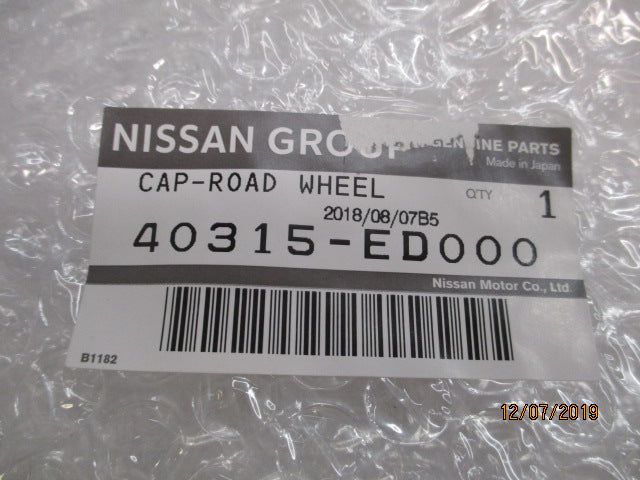 NISSAN GROUP GENUINE PARTS
Made in Japan
CAP-ROAD WHEEL QTY 1
2018/08/07B5
40315-ED000
Nissan Motor Co., Ltd.
B1182
12/07/2019